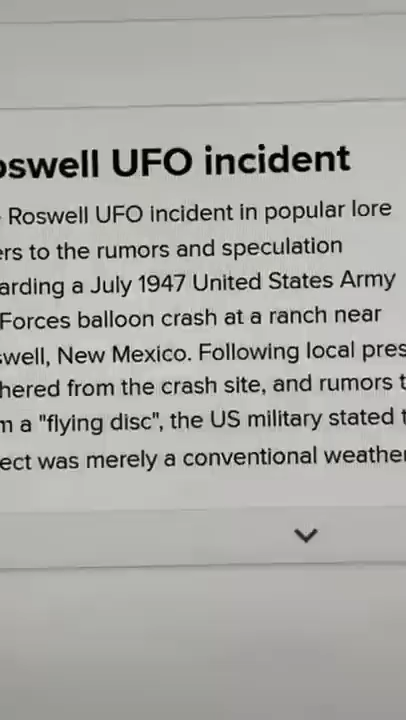 oswell UFO incident
Roswell UFO incident in popular lore
ers to the rumors and speculation
arding a July 1947 United States Army
Forces balloon crash at a ranch near
swell, New Mexico. Following local pres
hered from the crash site, and rumors t
m a "flying disc", the US military stated t
ect was merely a conventional weather